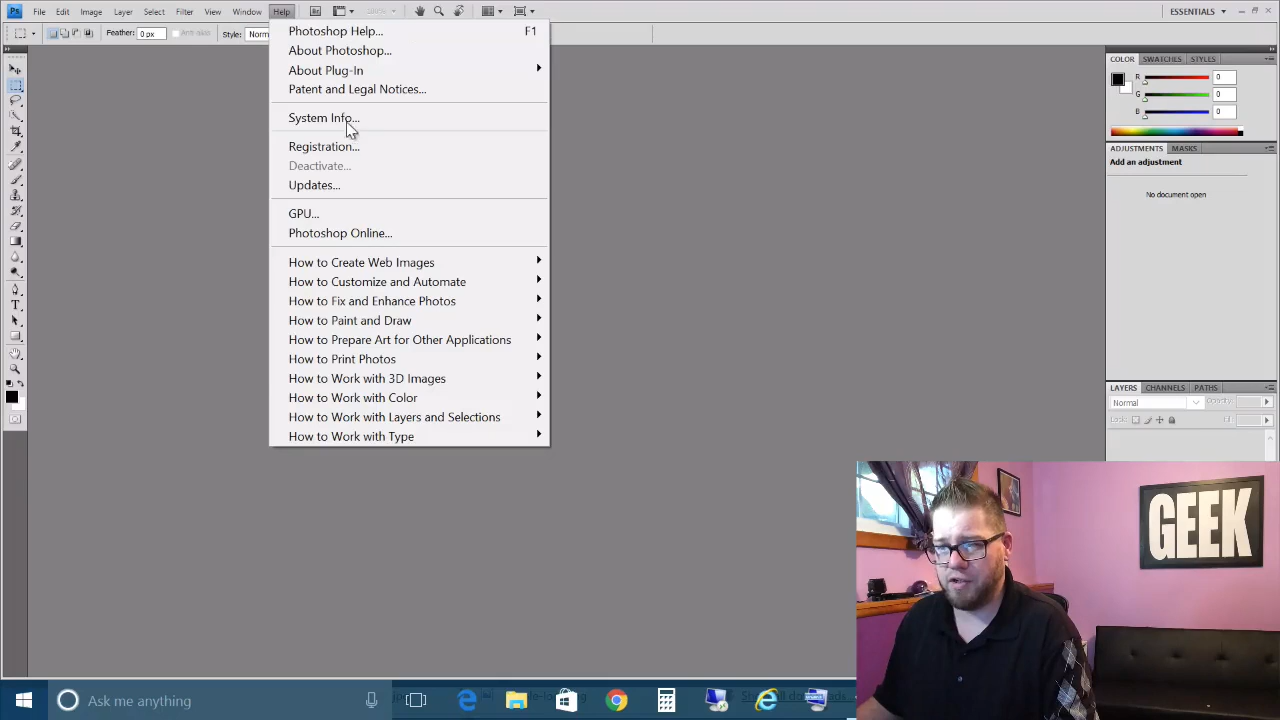 Ps File Edit Image Layer Select Filter View Window Help ESSENTIALS
Feather: 0 px Anti-alias Style:
Photoshop Help... F1
About Photoshop...
About Plug-In
Patent and Legal Notices...
System Info...
Registration...
Deactivate...
Updates...
GPU...
Photoshop Online...
How to Create Web Images
How to Customize and Automate
How to Fix and Enhance Photos
How to Paint and Draw
How to Prepare Art for Other Applications
How to Print Photos
How to Work with 3D Images
How to Work with Color
How to Work with Layers and Selections
How to Work with Type
COLOR SWATCHES STYLES
R 0
G 0
B 0
ADJUSTMENTS MASKS
Add an adjustment
No document open
LAYERS CHANNELS PATHS
Normal Opacity:
Lock: Fill:
GEEK
Ask me anything